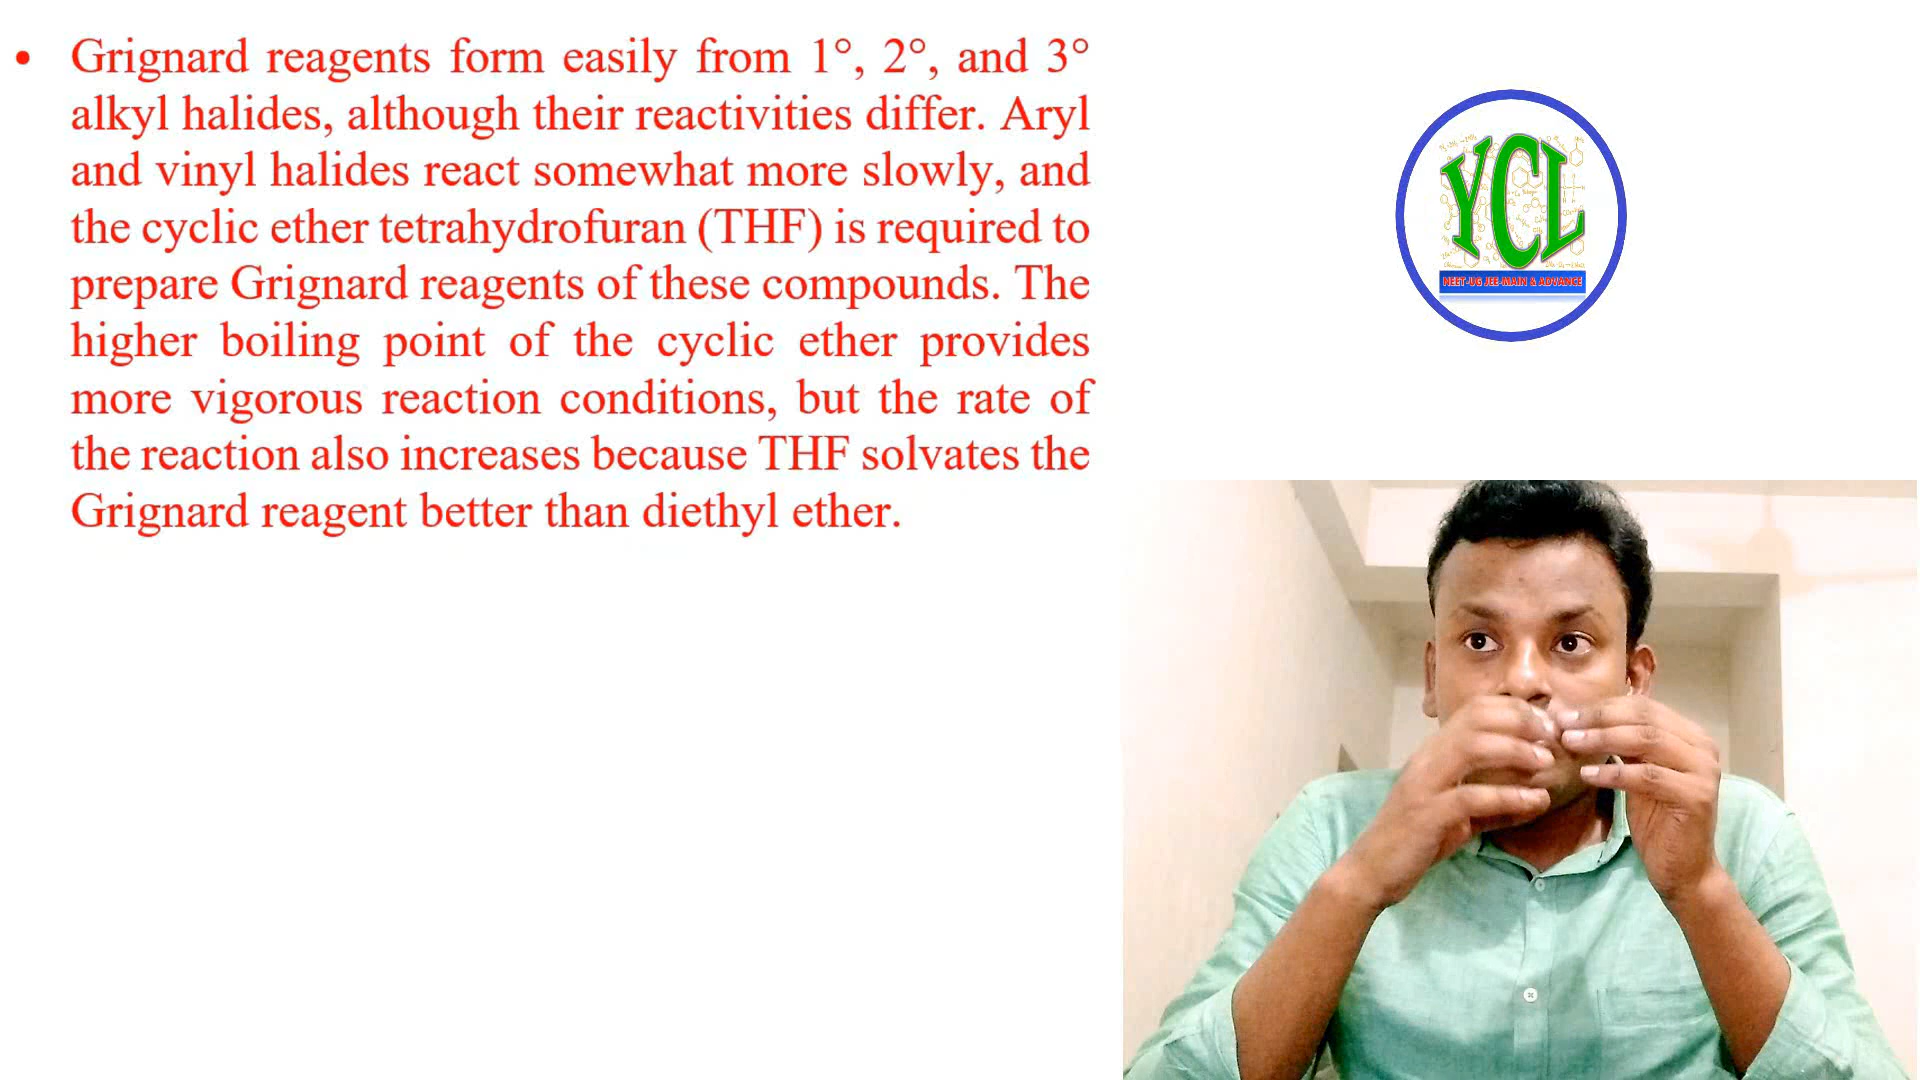 • Grignard reagents form easily from 1°, 2°, and 3°
alkyl halides, although their reactivities differ. Aryl
and vinyl halides react somewhat more slowly, and
the cyclic ether tetrahydrofuran (THF) is required to
prepare Grignard reagents of these compounds. The
higher boiling point of the cyclic ether provides
more vigorous reaction conditions, but the rate of
the reaction also increases because THF solvates the
Grignard reagent better than diethyl ether.
YCL
NEET-UG JEE-MAIN & ADVANCE